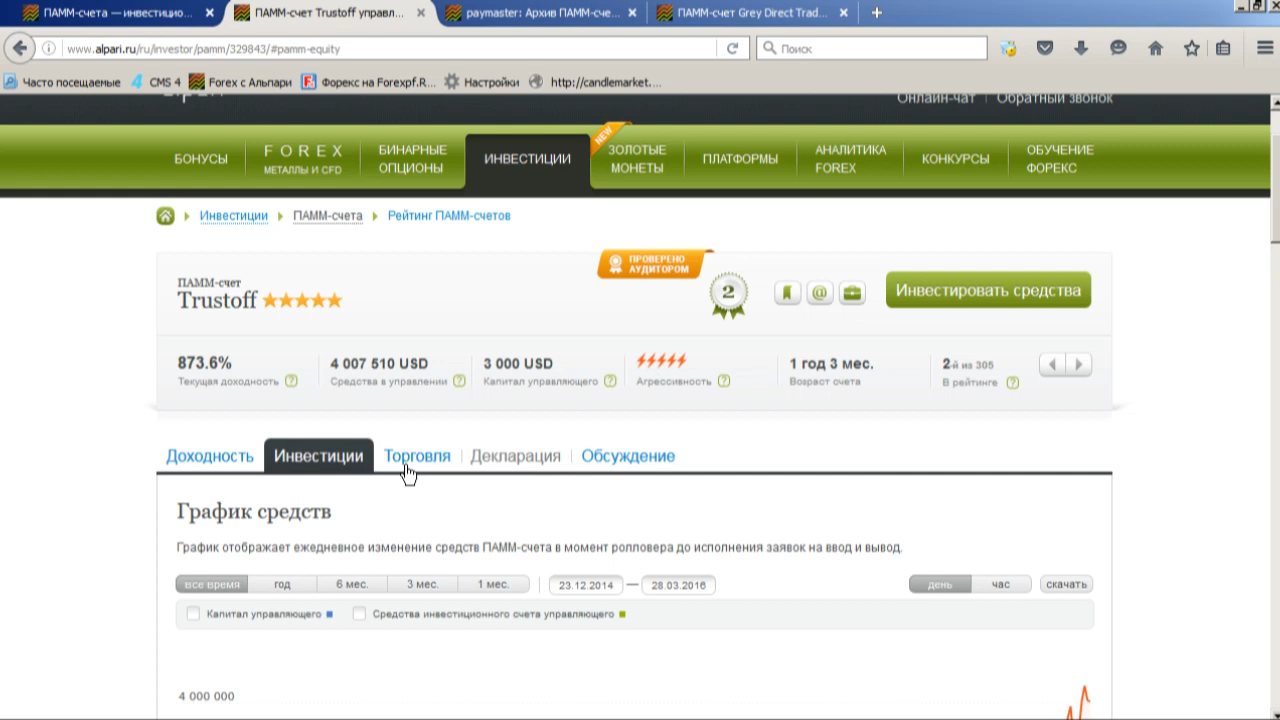 ПАММ-счета — инвестицио...
ПАММ-счет Trustoff управл...
paymaster: Архив ПАММ-сче...
ПАММ-счет Grey Direct Trad...
www.alpari.ru/ru/investor/pamm/329843/#pamm-equity
Поиск
Часто посещаемые
CMS 4
Forex с Альпари
Форекс на Forexpf.R...
Настройки
http://candlemarket....
Онлайн-чат
Обратный звонок
БОНУСЫ
FOREX
МЕТАЛЛЫ И CFD
БИНАРНЫЕ
ОПЦИОНЫ
ИНВЕСТИЦИИ
NEW
ЗОЛОТЫЕ
МОНЕТЫ
ПЛАТФОРМЫ
АНАЛИТИКА
FOREX
КОНКУРСЫ
ОБУЧЕНИЕ
ФОРЕКС
Инвестиции
ПАММ-счета
Рейтинг ПАММ-счетов
ПРОВЕРЕНО
АУДИТОРОМ
ПАММ-счет
Trustoff
2
@
Инвестировать средства
873.6%
Текущая доходность ?
4 007 510 USD
Средства в управлении ?
3 000 USD
Капитал управляющего ?
Агрессивность ?
1 год 3 мес.
Возраст счета
2-й из 305
В рейтинге ?
Доходность
Инвестиции
Торговля
Декларация
Обсуждение
График средств
График отображает ежедневное изменение средств ПАММ-счета в момент ролловера до исполнения заявок на ввод и вывод.
все время
год
6 мес.
3 мес.
1 мес.
23.12.2014 — 28.03.2016
день
час
скачать
Капитал управляющего
Средства инвестиционного счета управляющего
4 000 000